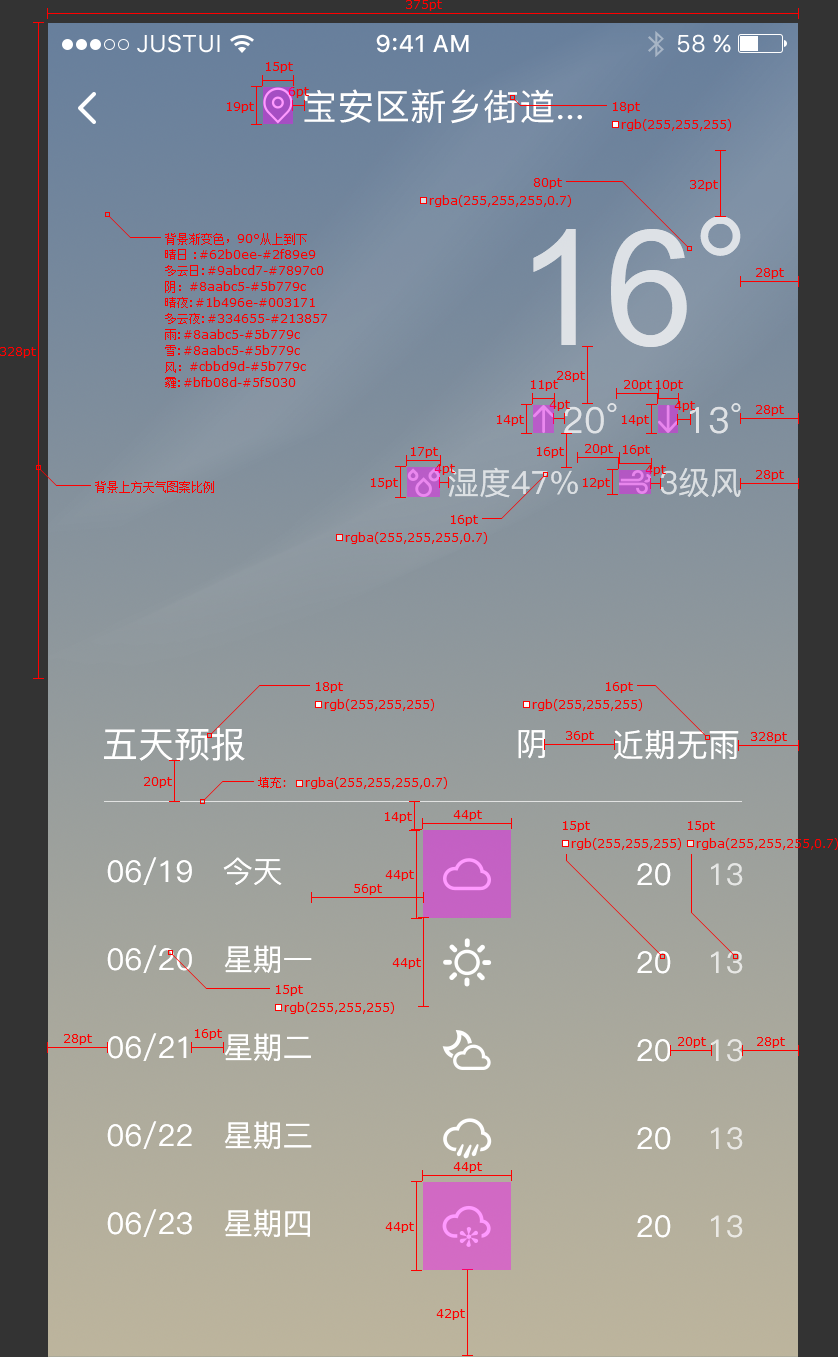 375pt
JUSTUI 9:41 AM 58 %
15pt
19pt 6pt 宝安区新乡街道... 18pt
rgb(255,255,255)
80pt 32pt
rgba(255,255,255,0.7)
16°
28pt
背景渐变色，90°从上到下
晴日 :#62b0ee-#2f89e9
多云日:#9abcd7-#7897c0
阴：#8aabc5-#5b779c
晴夜:#1b496e-#003171
多云夜:#334655-#213857
雨:#8aabc5-#5b779c
雪:#8aabc5-#5b779c
风：#cbbd9d-#5b779c
霾:#bfb08d-#5f5030
328pt
28pt
11pt 20pt 10pt
14pt 4pt 20° 14pt 4pt 13° 28pt
16pt
17pt 20pt 16pt
15pt 4pt 湿度47% 12pt 4pt 3级风 28pt
背景上方天气图案比例
16pt
rgba(255,255,255,0.7)
18pt 16pt
rgb(255,255,255) rgb(255,255,255)
五天预报 阴 36pt 近期无雨 328pt
20pt 填充: rgba(255,255,255,0.7)
14pt 44pt
15pt 15pt
rgb(255,255,255) rgba(255,255,255,0.7)
06/19 今天 44pt 20 13
56pt
06/20 星期一 44pt 20 13
15pt
rgb(255,255,255)
28pt 06/21 16pt 星期二 20 20pt 13 28pt
06/22 星期三 20 13
44pt
06/23 星期四 44pt 20 13
42pt